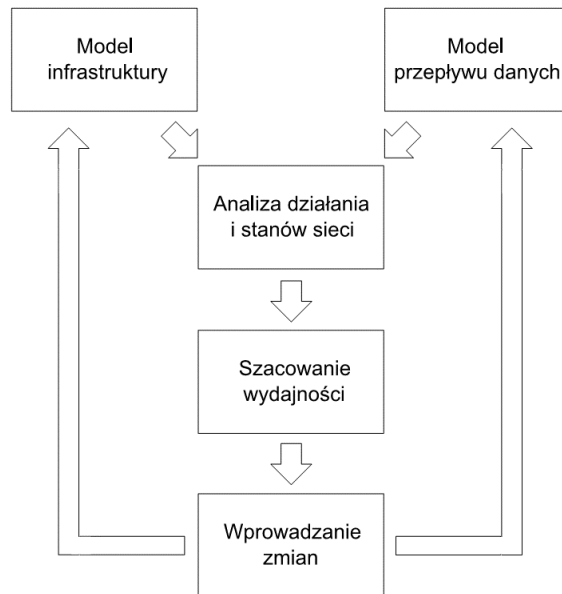 Model
infrastruktury
Model
przepływu danych
Analiza działania
i stanów sieci
Szacowanie
wydajności
Wprowadzanie
zmian